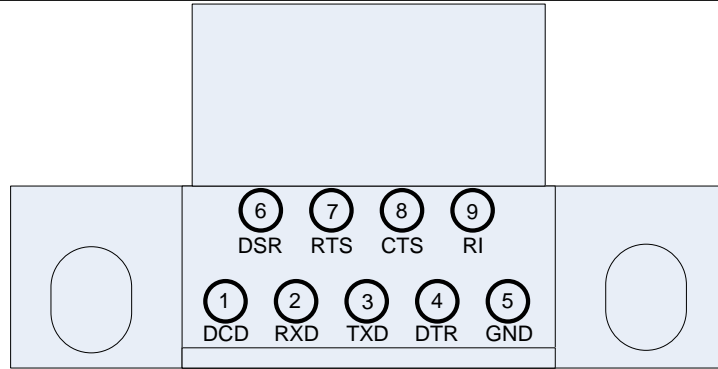 6 7 8 9
DSR RTS CTS RI
1 2 3 4 5
DCD RXD TXD DTR GND